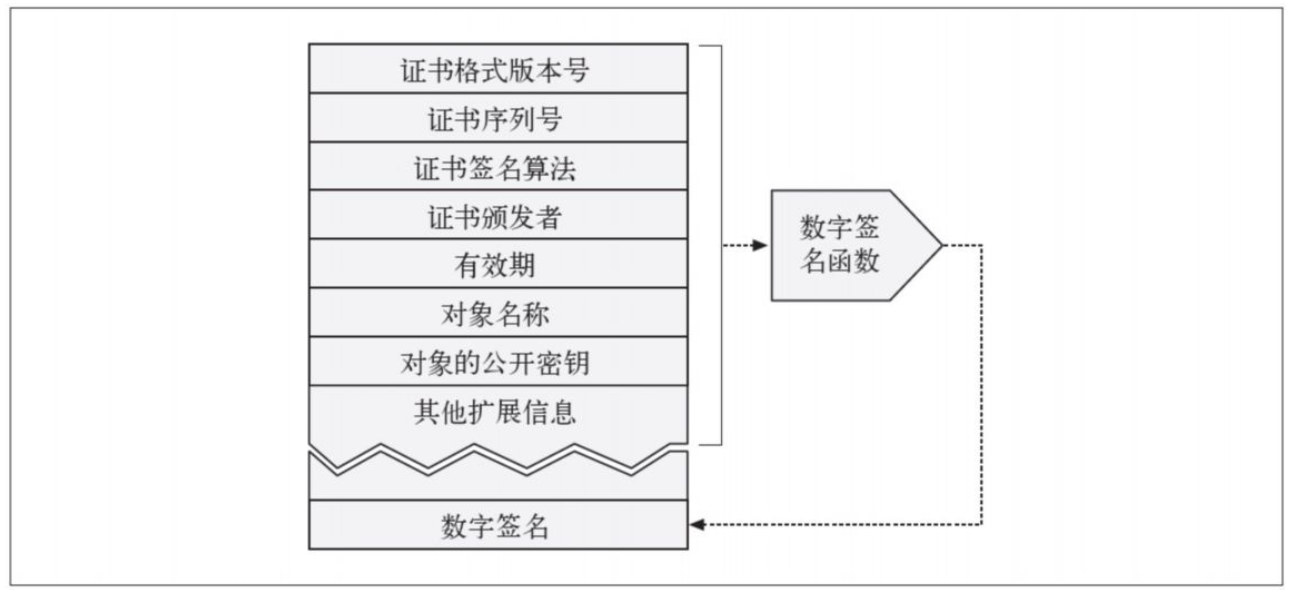 证书格式版本号
证书序列号
证书签名算法
证书颁发者
有效期
对象名称
对象的公开密钥
其他扩展信息
数字签名
数字签
名函数